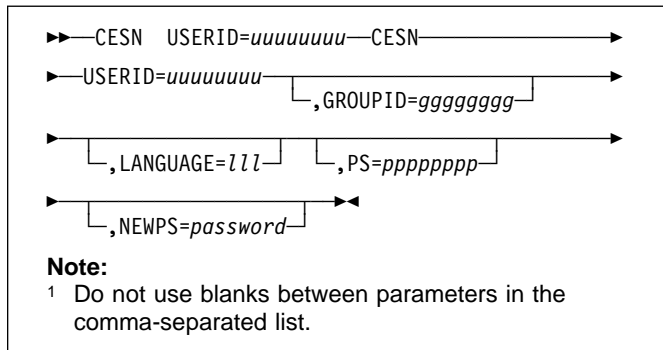 CESN USERID=uuuuuuuu CESN
USERID=uuuuuuuu
,GROUPID=gggggggg
,LANGUAGE=lll ,PS=pppppppp
,NEWPS=password
Note:
1 Do not use blanks between parameters in the
comma-separated list.